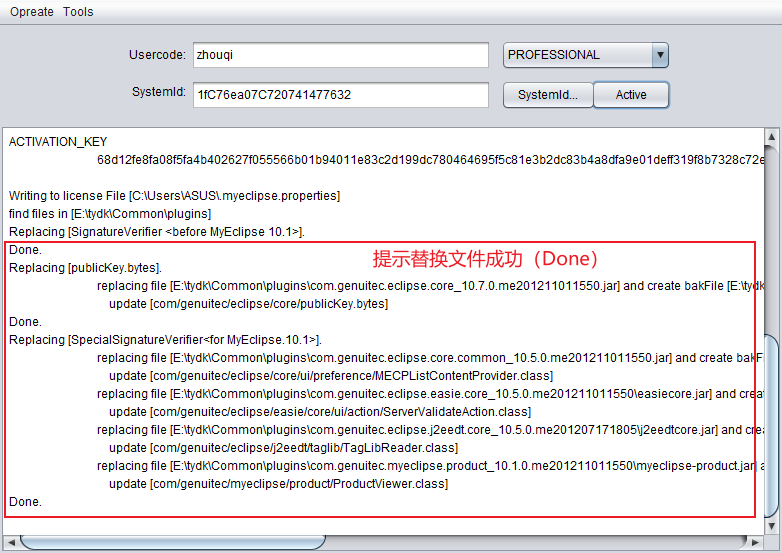 Opreate Tools
Usercode: zhouqi PROFESSIONAL
SystemId: 1fC76ea07C720741477632 SystemId... Active
ACTIVATION_KEY
68d12fe8fa08f5fa4b402627f055566b01b94011e83c2d199dc780464695f5c81e3b2dc83b4a8dfa9e01deff319f8b7328c72e
Writing to license File [C:\Users\ASUS\.myeclipse.properties]
find files in [E:\tydk\Common\plugins]
Replacing [SignatureVerifier <before MyEclipse 10.1>].
Done.
提示替换文件成功（Done）
Replacing [publicKey.bytes].
replacing file [E:\tydk\Common\plugins\com.genuitec.eclipse.core_10.7.0.me201211011550.jar] and create bakFile [E:\tydk
update [com/genuitec/eclipse/core/publicKey.bytes]
Done.
Replacing [SpecialSignatureVerifier<for MyEclipse.10.1>].
replacing file [E:\tydk\Common\plugins\com.genuitec.eclipse.core.common_10.5.0.me201211011550.jar] and create bakF
update [com/genuitec/eclipse/core/ui/preference/MECPListContentProvider.class]
replacing file [E:\tydk\Common\plugins\com.genuitec.eclipse.easie.core_10.5.0.me201211011550\easiecore.jar] and crea
update [com/genuitec/eclipse/easie/core/ui/action/ServerValidateAction.class]
replacing file [E:\tydk\Common\plugins\com.genuitec.eclipse.j2eedt.core_10.5.0.me201207171805\j2eedtcore.jar] and cre
update [com/genuitec/eclipse/j2eedt/taglib/TagLibReader.class]
replacing file [E:\tydk\Common\plugins\com.genuitec.myeclipse.product_10.1.0.me201211011550\myeclipse-product.jar] a
update [com/genuitec/myeclipse/product/ProductViewer.class]
Done.